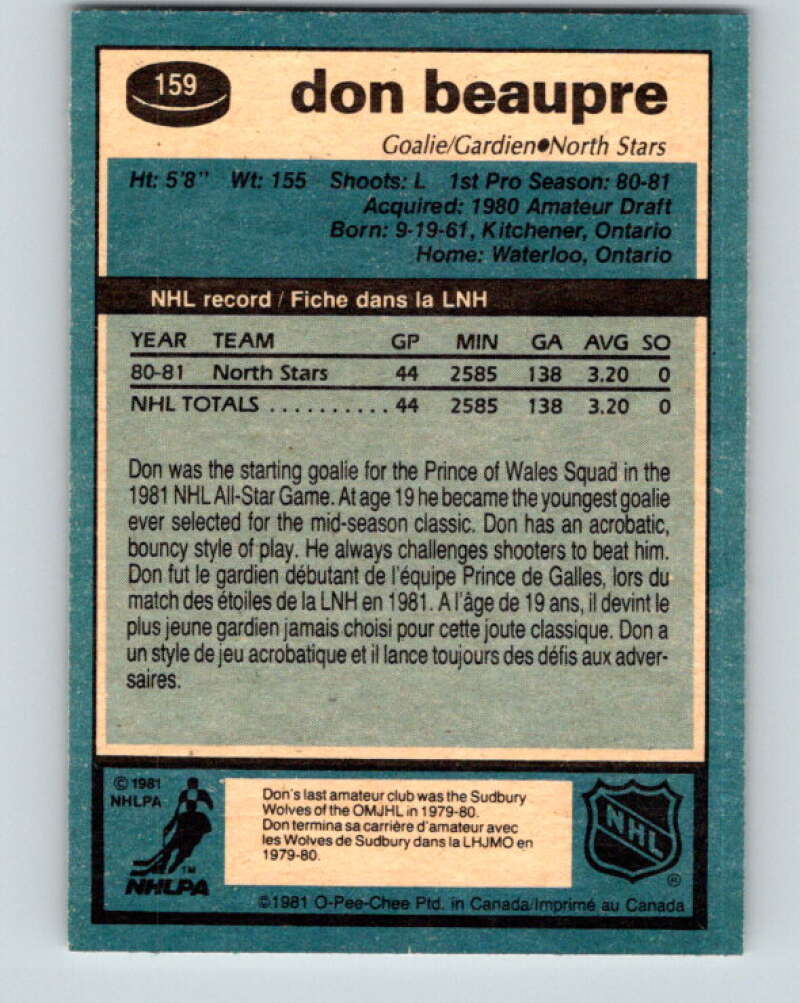 159
don beaupre
Goalie/Gardien●North Stars
Ht: 5'8" Wt: 155 Shoots: L 1st Pro Season: 80-81
Acquired: 1980 Amateur Draft
Born: 9-19-61, Kitchener, Ontario
Home: Waterloo, Ontario
NHL record / Fiche dans la LNH
YEAR TEAM GP MIN GA AVG SO
80-81 North Stars 44 2585 138 3.20 0
NHL TOTALS .......... 44 2585 138 3.20 0
Don was the starting goalie for the Prince of Wales Squad in the
1981 NHL All-Star Game. At age 19 he became the youngest goalie
ever selected for the mid-season classic. Don has an acrobatic,
bouncy style of play. He always challenges shooters to beat him.
Don fut le gardien débutant de l'équipe Prince de Galles, lors du
match des étoiles de la LNH en 1981. A l'âge de 19 ans, il devint le
plus jeune gardien jamais choisi pour cette joute classique. Don a
un style de jeu acrobatique et il lance toujours des défis aux adver-
saires.
© 1981
NHLPA
TM
NHLPA
Don's last amateur club was the Sudbury
Wolves of the OMJHL in 1979-80.
Don termina sa carrière d'amateur avec
les Wolves de Sudbury dans la LHJMO en
1979-80.
NHL
®
©1981 O-Pee-Chee Ptd. in Canada/Imprimé au Canada